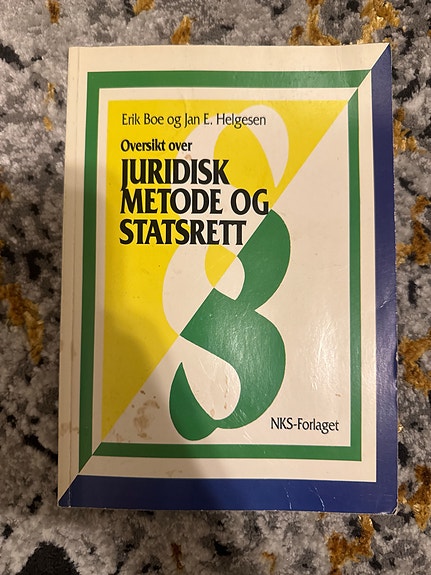 Erik Boe og Jan E. Helgesen
Oversikt over
JURIDISK
METODE OG
STATSRETT
NKS-Forlaget